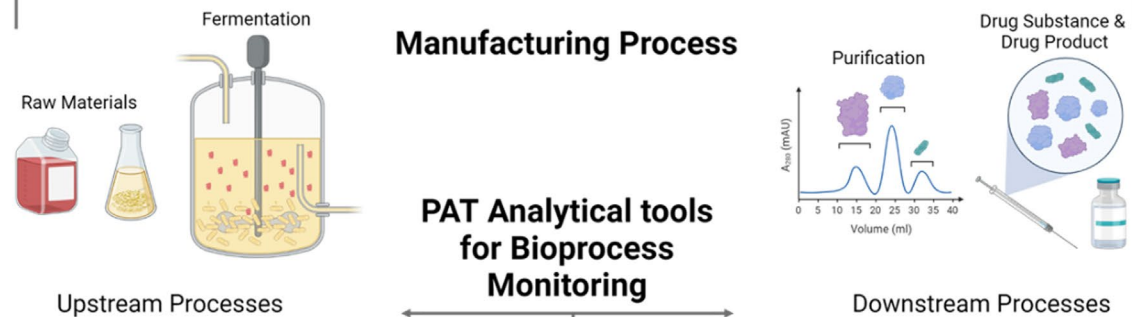 Fermentation
Manufacturing Process
Drug Substance &
Drug Product
Purification
Raw Materials
A280 (mAU)
0 5 10 15 20 25 30 35 40
Volume (ml)
PAT Analytical tools
for Bioprocess
Monitoring
Upstream Processes
Downstream Processes